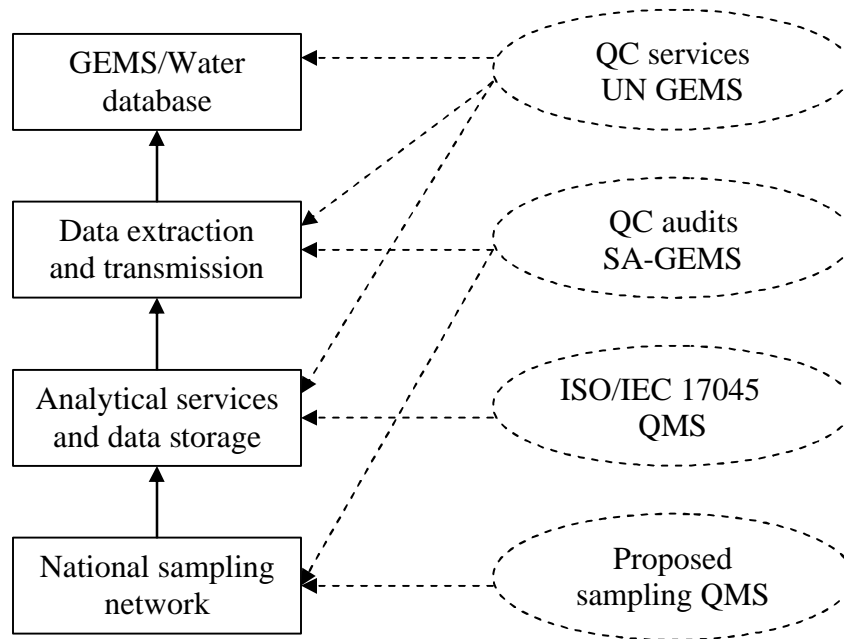 GEMS/Water
database
QC services
UN GEMS
Data extraction
and transmission
QC audits
SA-GEMS
Analytical services
and data storage
ISO/IEC 17045
QMS
National sampling
network
Proposed
sampling QMS